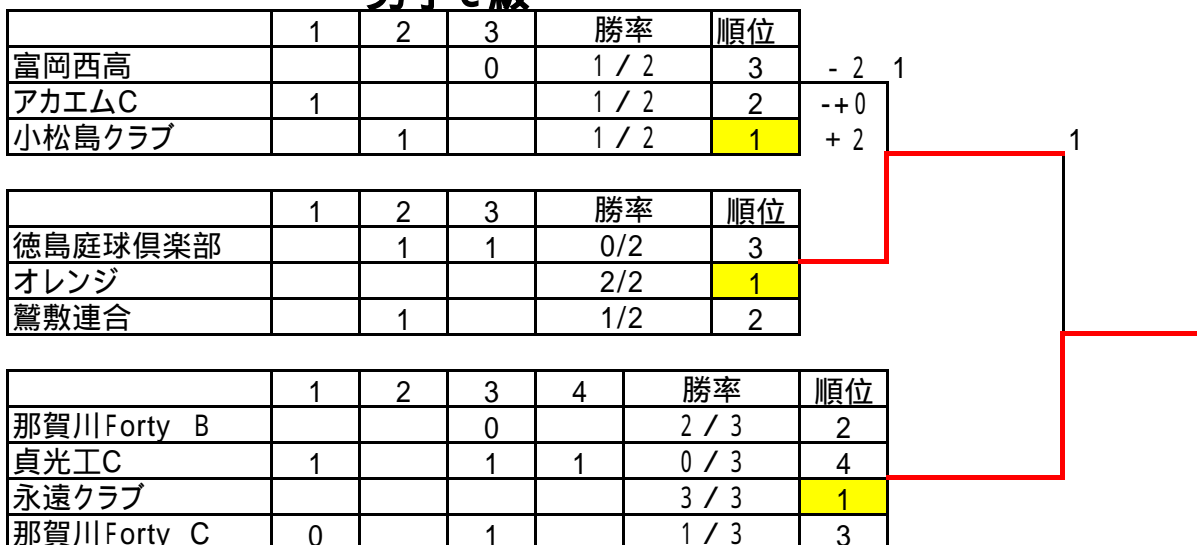 男子C級
1 2 3 勝率 順位
富岡西高 0 1/2 3 -2 1
アカエムC 1 1/2 2 -+0
小松島クラブ 1 1/2 1 +2 1
1 2 3 勝率 順位
徳島庭球倶楽部 1 1 0/2 3
オレンジ 2/2 1
鷲敷連合 1 1/2 2
1 2 3 4 勝率 順位
那賀川Forty B 0 2/3 2
貞光工C 1 1 1 0/3 4
永遠クラブ 3/3 1
那賀川Forty C 0 1 1/3 3